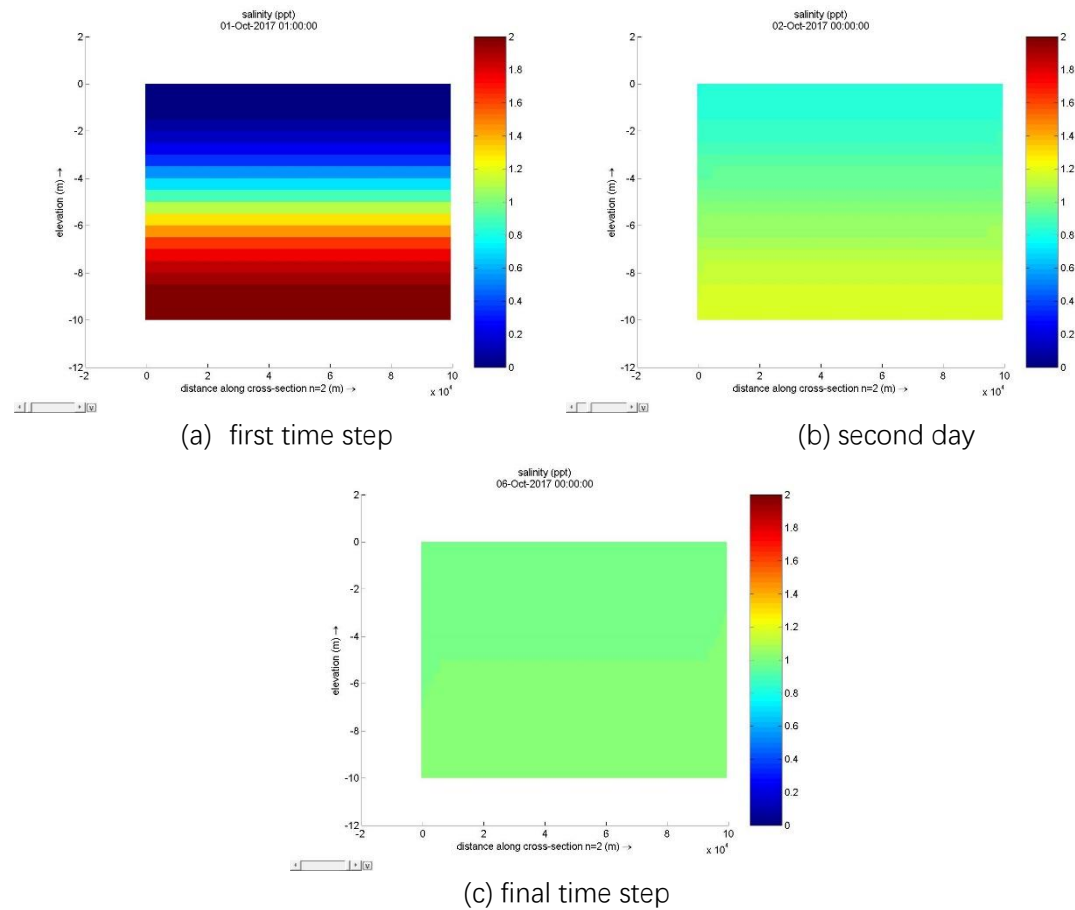 salinity (ppt)
01-Oct-2017 01:00:00
2
0
-2
-4
-6
-8
-10
-12
elevation (m) →
-2 0 2 4 6 8 10
distance along cross-section n=2 (m) →
x 10⁴
2
1.8
1.6
1.4
1.2
1
0.8
0.6
0.4
0.2
0
(a) first time step
salinity (ppt)
02-Oct-2017 00:00:00
2
0
-2
-4
-6
-8
-10
-12
elevation (m) →
-2 0 2 4 6 8 10
distance along cross-section n=2 (m) →
x 10⁴
2
1.8
1.6
1.4
1.2
1
0.8
0.6
0.4
0.2
0
(b) second day
salinity (ppt)
06-Oct-2017 00:00:00
2
0
-2
-4
-6
-8
-10
-12
elevation (m) →
-2 0 2 4 6 8 10
distance along cross-section n=2 (m) →
x 10⁴
2
1.8
1.6
1.4
1.2
1
0.8
0.6
0.4
0.2
0
(c) final time step